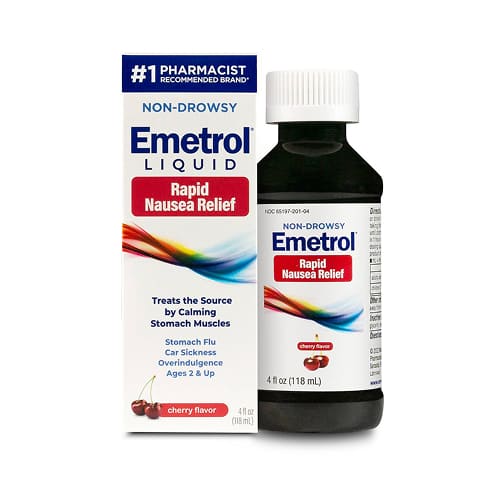 #1 PHARMACIST
RECOMMENDED BRAND*
NON-DROWSY
Emetrol®
LIQUID
Rapid
Nausea Relief
Treats the Source
by Calming
Stomach Muscles
Stomach Flu
Car Sickness
Overindulgence
Ages 2 & Up
cherry flavor
4 fl oz
(118 mL)
NDC 65197-201-04
NON-DROWSY
Emetrol®
Rapid
Nausea Relief
cherry flavor
4 fl oz (118 mL)